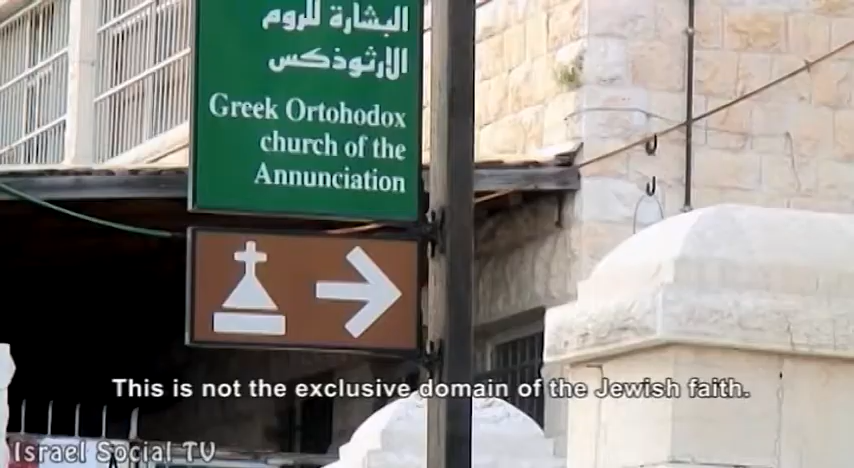 البشارة للروم
الارثوذكس
Greek Ortohodox
church of the
Annunciation
This is not the exclusive domain of the Jewish faith.
Israel Social TV